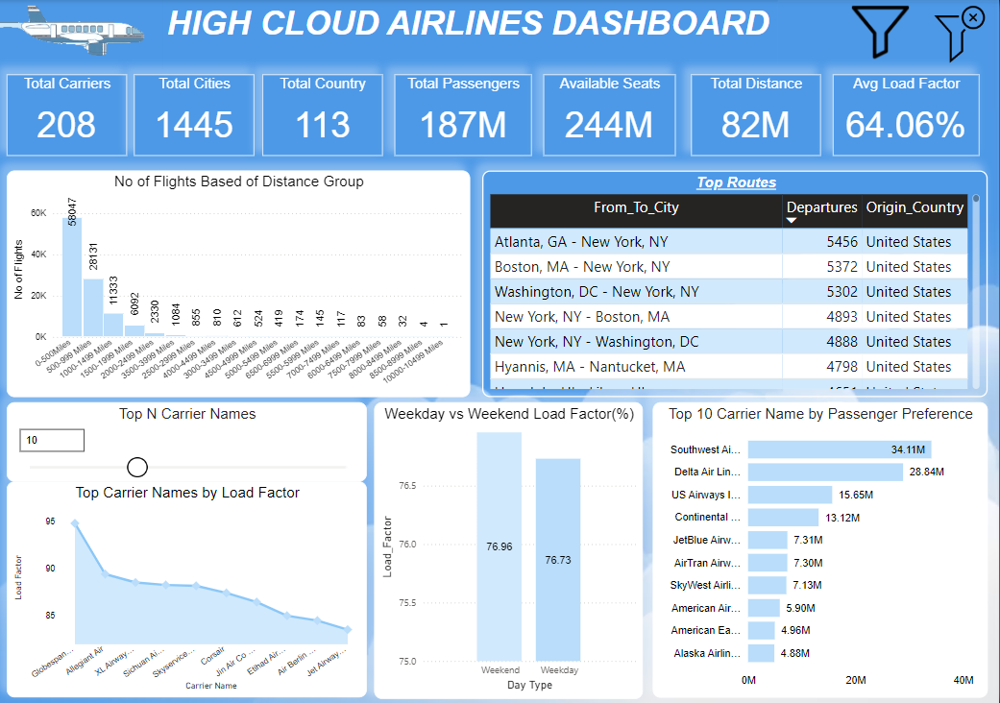 HIGH CLOUD AIRLINES DASHBOARD
Total Carriers
208
Total Cities
1445
Total Country
113
Total Passengers
187M
Available Seats
244M
Total Distance
82M
Avg Load Factor
64.06%
No of Flights Based of Distance Group
No of Flights
60K
40K
20K
0K
58047
28131
11333
6092
2330
1084
855
810
612
524
419
174
145
117
83
58
32
4
1
0-500Miles
500-999 Miles
1000-1499 Miles
1500-1999 Miles
2000-2499 Miles
3500-3999 Miles
2500-2999 Miles
4000-4499 Miles
3000-3499 Miles
4500-4999 Miles
5000-5499 Miles
6500-6999 Miles
5500-5999 Miles
7000-7499 Miles
6000-6499 Miles
7500-7999 Miles
8000-8499 Miles
8500-8999 Miles
10000-10499 Miles
Top Routes
From_To_City Departures Origin_Country
Atlanta, GA - New York, NY 5456 United States
Boston, MA - New York, NY 5372 United States
Washington, DC - New York, NY 5302 United States
New York, NY - Boston, MA 4893 United States
New York, NY - Washington, DC 4888 United States
Hyannis, MA - Nantucket, MA 4798 United States
Top N Carrier Names
10
Top Carrier Names by Load Factor
Load Factor
95
90
85
Globespan...
Allegiant Air
XL Airway...
Sichuan Ai...
Skyservice...
Corsair
Jin Air Co ...
Etihad Air...
Air Berlin ...
Jet Airway...
Carrier Name
Weekday vs Weekend Load Factor(%)
Load_Factor
76.5
76.0
75.5
75.0
76.96
76.73
Weekend
Weekday
Day Type
Top 10 Carrier Name by Passenger Preference
Southwest Ai... 34.11M
Delta Air Lin... 28.84M
US Airways I... 15.65M
Continental ... 13.12M
JetBlue Airw... 7.31M
AirTran Airw... 7.30M
SkyWest Airli... 7.13M
American Air... 5.90M
American Ea... 4.96M
Alaska Airlin... 4.88M
0M 20M 40M